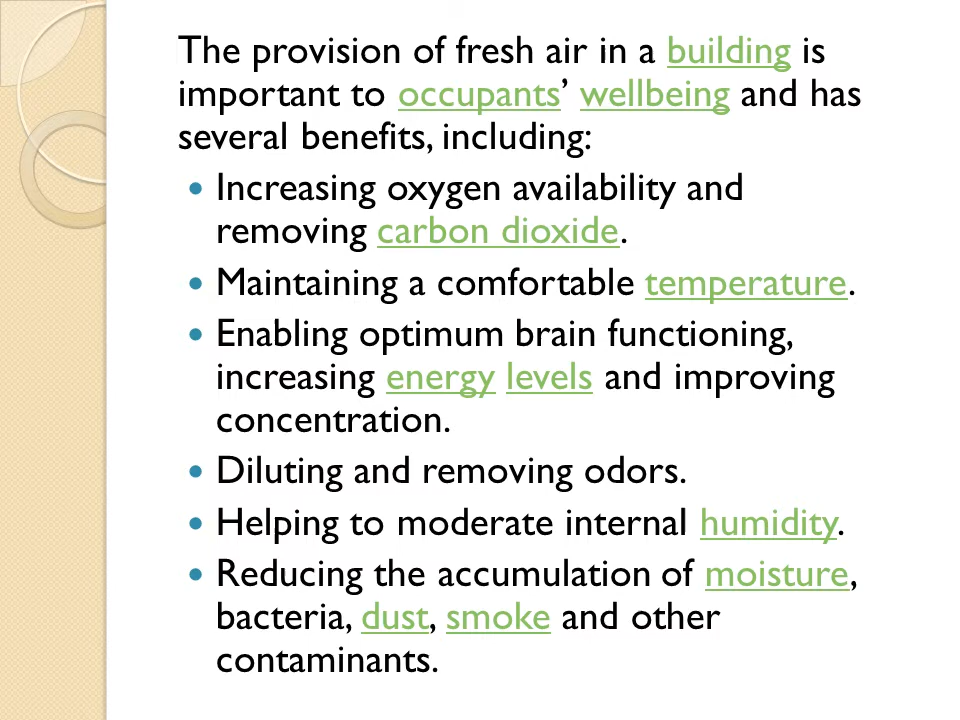 The provision of fresh air in a building is
important to occupants’ wellbeing and has
several benefits, including:
• Increasing oxygen availability and
removing carbon dioxide.
• Maintaining a comfortable temperature.
• Enabling optimum brain functioning,
increasing energy levels and improving
concentration.
• Diluting and removing odors.
• Helping to moderate internal humidity.
• Reducing the accumulation of moisture,
bacteria, dust, smoke and other
contaminants.